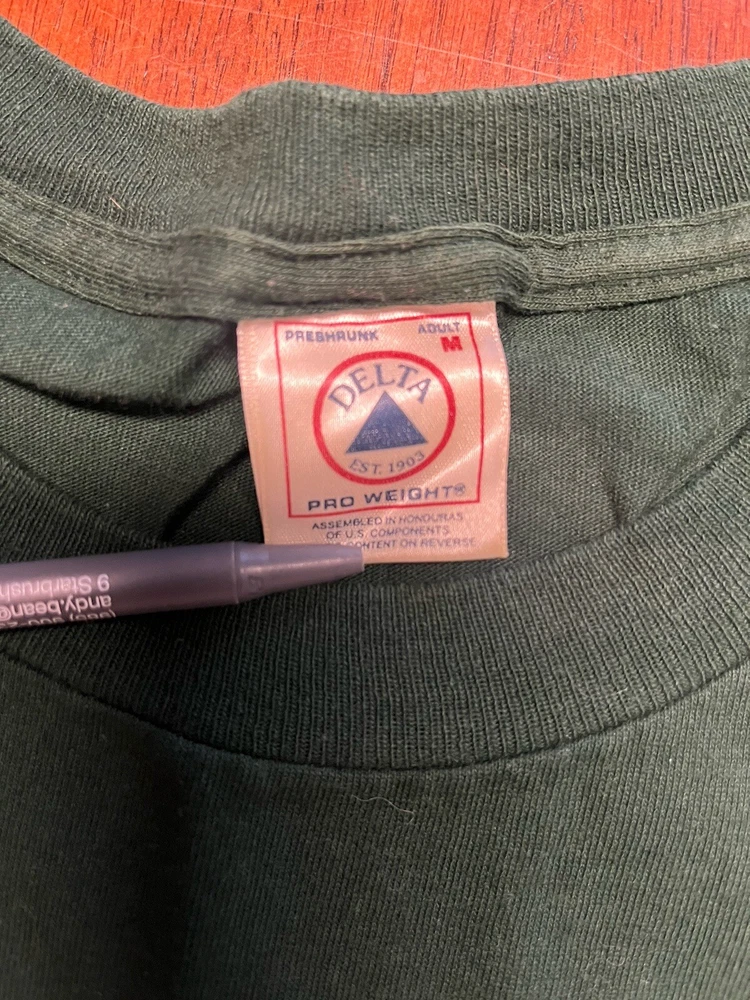 PRESHRUNK
ADULT
M
DELTA
EST. 1903
PRO WEIGHT®
ASSEMBLED IN HONDURAS
OF U.S. COMPONENTS.
CONTENT ON REVERSE
9 Starbrush
andy.bean@